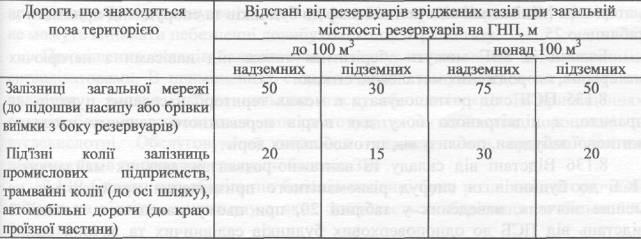 Дороги, що знаходяться поза територією
Відстані від резервуарів зріджених газів при загальній місткості резервуарів на ГНП, м
до 100 м³
понад 100 м³
надземних
підземних
надземних
підземних
Залізниці загальної мережі
(до підошви насипу або брівки
виїмки з боку резервуарів)
50
30
75
50
Під'їзні колії залізниць
промислових підприємств,
трамвайні колії (до осі шляху),
автомобільні дороги (до краю
проїзної частини)
20
15
30
20